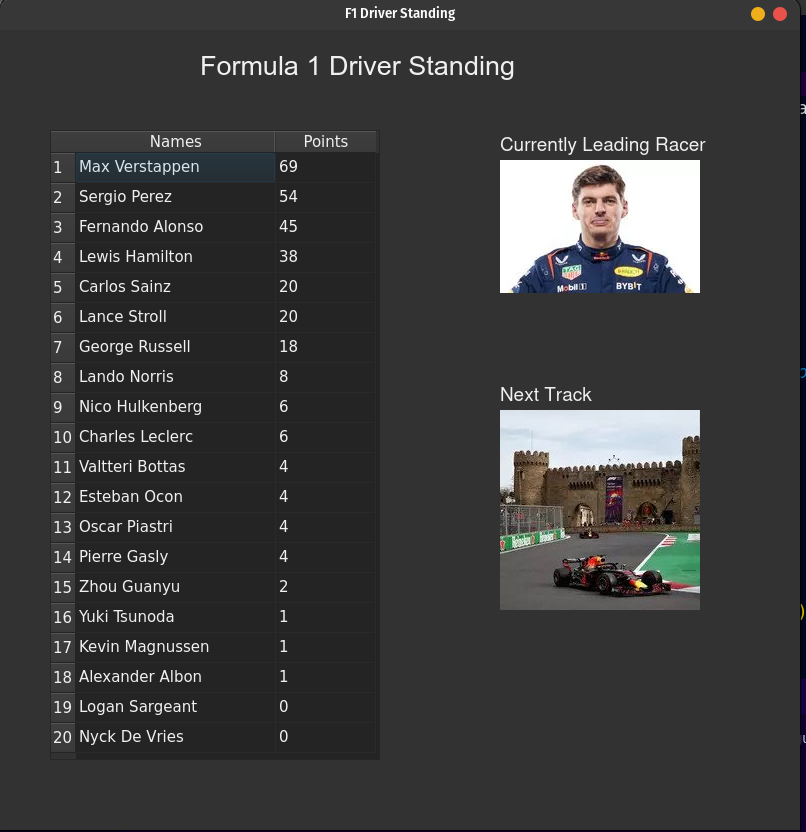 F1 Driver Standing
Formula 1 Driver Standing
Names Points
1 Max Verstappen 69
2 Sergio Perez 54
3 Fernando Alonso 45
4 Lewis Hamilton 38
5 Carlos Sainz 20
6 Lance Stroll 20
7 George Russell 18
8 Lando Norris 8
9 Nico Hulkenberg 6
10 Charles Leclerc 6
11 Valtteri Bottas 4
12 Esteban Ocon 4
13 Oscar Piastri 4
14 Pierre Gasly 4
15 Zhou Guanyu 2
16 Yuki Tsunoda 1
17 Kevin Magnussen 1
18 Alexander Albon 1
19 Logan Sargeant 0
20 Nyck De Vries 0
Currently Leading Racer
TAG
Mobil 1
BYBIT
Next Track
Heineken
Heineken